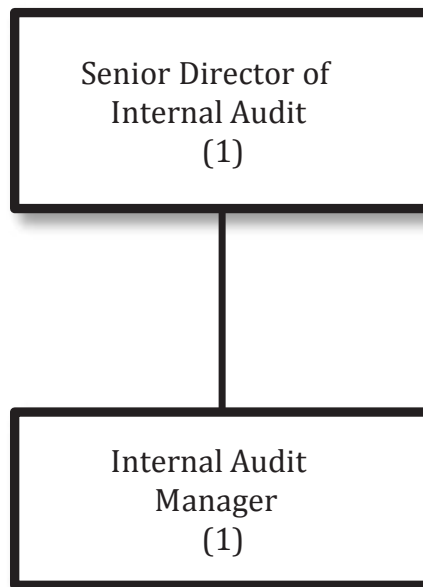 Senior Director of
Internal Audit
(1)
Internal Audit
Manager
(1)